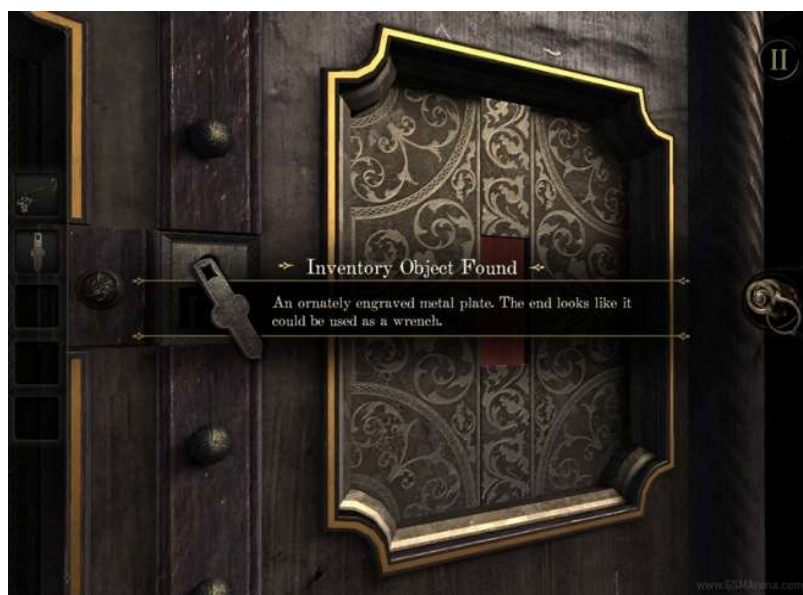 II
Inventory Object Found
An ornately engraved metal plate. The end looks like it
could be used as a wrench.
www.GSMArena.com